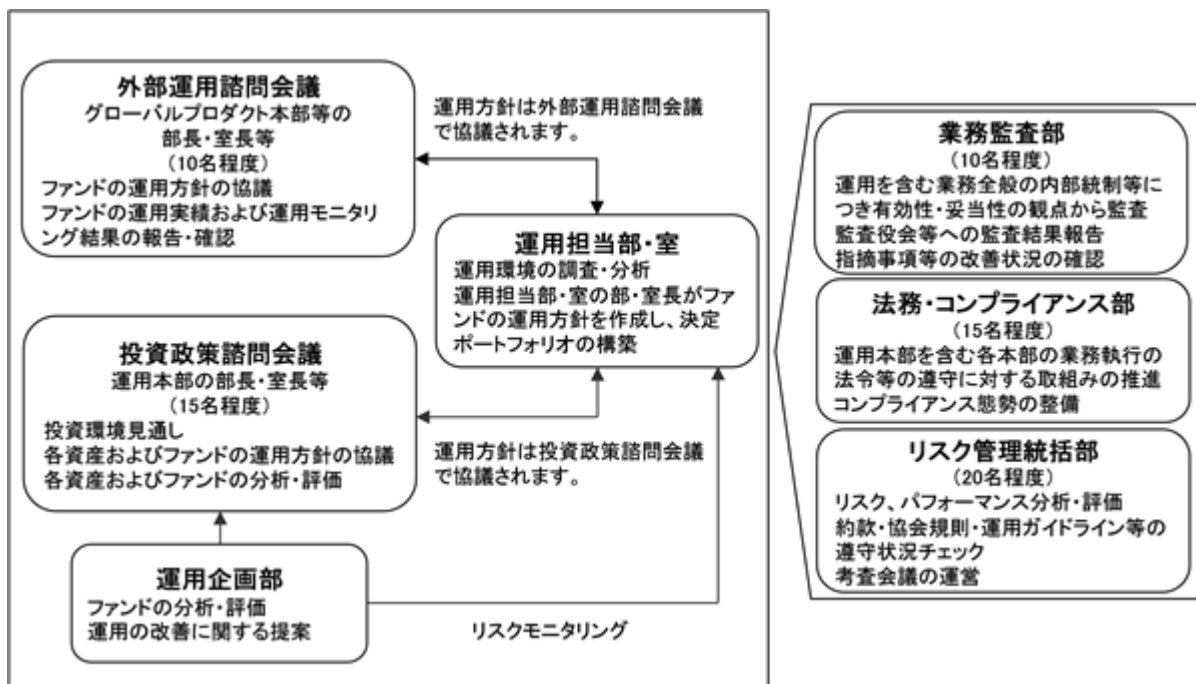 外部運用諮問会議
グローバルプロダクト本部等の
部長・室長等
(10名程度)
ファンドの運用方針の協議
ファンドの運用実績および運用モニタリ
ング結果の報告・確認
運用方針は外部運用諮問会議
で協議されます。
運用担当部・室
運用環境の調査・分析
運用担当部・室の部・室長がファ
ンドの運用方針を作成し、決定
ポートフォリオの構築
投資政策諮問会議
運用本部の部長・室長等
(15名程度)
投資環境見通し
各資産およびファンドの運用方針の協議
各資産およびファンドの分析・評価
運用方針は投資政策諮問会議
で協議されます。
運用企画部
ファンドの分析・評価
運用の改善に関する提案
リスクモニタリング
業務監査部
(10名程度)
運用を含む業務全般の内部統制等に
つき有効性・妥当性の観点から監査
監査役会等への監査結果報告
指摘事項等の改善状況の確認
法務・コンプライアンス部
(15名程度)
運用本部を含む各本部の業務執行の
法令等の遵守に対する取組みの推進
コンプライアンス態勢の整備
リスク管理統括部
(20名程度)
リスク、パフォーマンス分析・評価
約款・協会規則・運用ガイドライン等の
遵守状況チェック
考査会議の運営